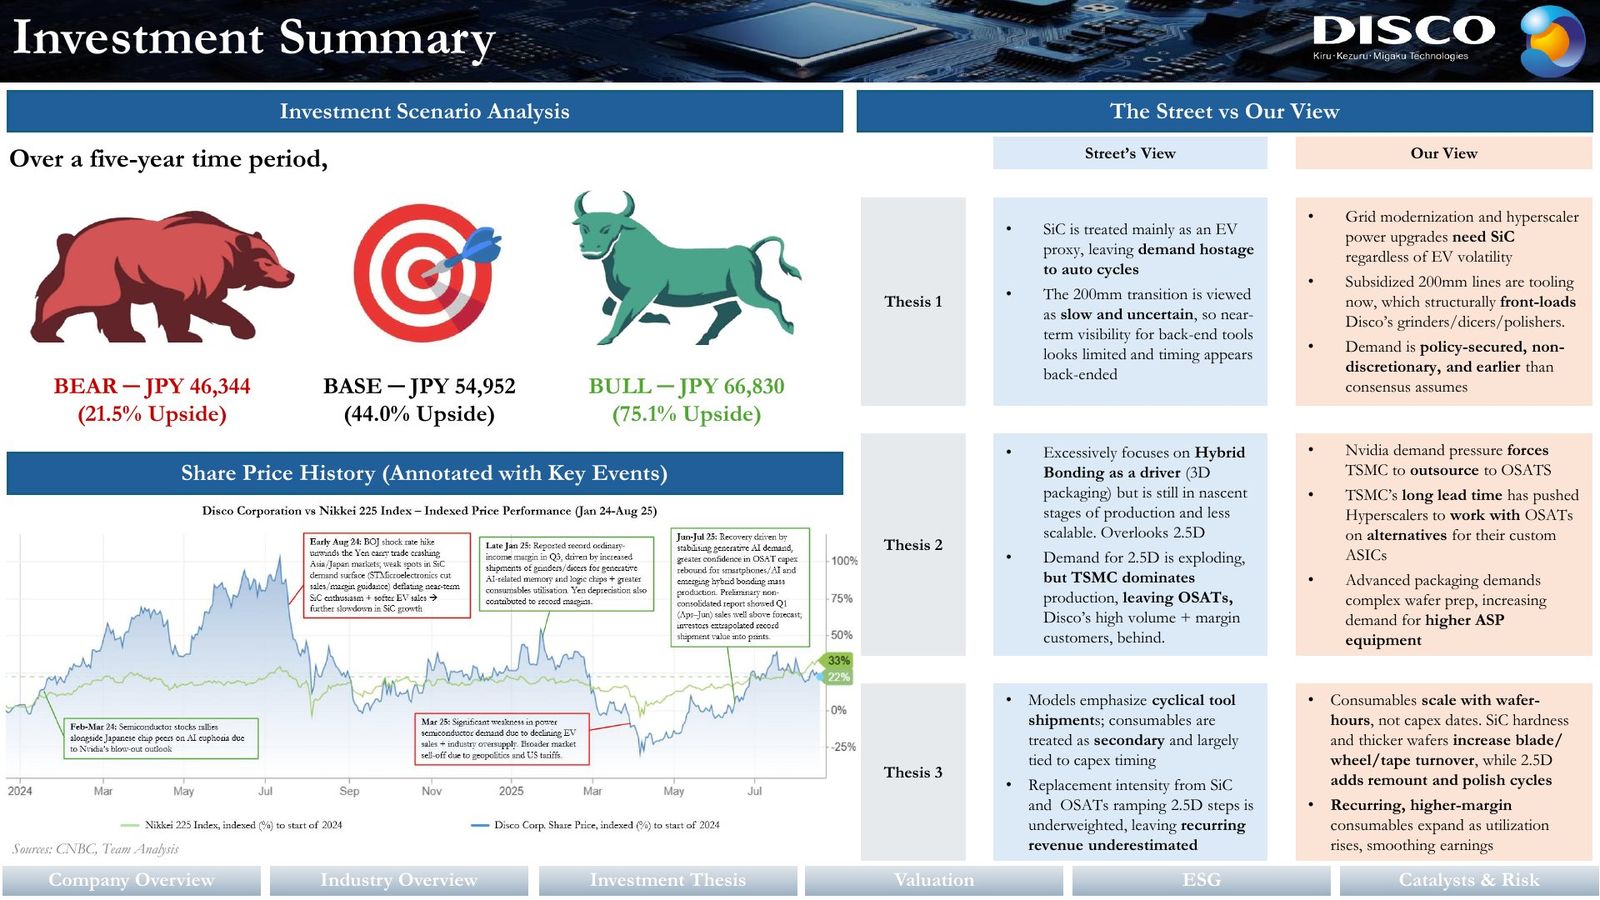 Investment Summary
DISCO
Kiru·Kezuru·Migaku Technologies
Investment Scenario Analysis
Over a five-year time period,
BEAR — JPY 46,344
(21.5% Upside)
BASE — JPY 54,952
(44.0% Upside)
BULL — JPY 66,830
(75.1% Upside)
Share Price History (Annotated with Key Events)
Disco Corporation vs Nikkei 225 Index – Indexed Price Performance (Jan 24-Aug 25)
Early Aug 24: BOJ shock rate hike
unwinds the Yen carry trade crashing
Asia/Japan markets; weak spots in SiC
demand surface (STMicroelectronics cut
sales/margin guidance) deflating near-term
SiC enthusiasm + softer EV sales →
further slowdown in SiC growth
Late Jan 25: Reported record ordinary-
income margin in Q3, driven by increased
shipments of grinders/dicers for generative
AI-related memory and logic chips + greater
consumables utilisation. Yen depreciation also
contributed to record margins.
Jun-Jul 25: Recovery driven by
stabilising generative AI demand,
greater confidence in OSAT capex
rebound for smartphones/AI and
emerging hybrid bonding mass
production. Preliminary non-
consolidated report showed Q1
(Apr–Jun) sales well above forecast;
investors extrapolated record
shipment value into prints.
Feb-Mar 24: Semiconductor stocks rallies
alongside Japanese chip peers on AI euphoria due
to Nvidia's blow-out outlook
Mar 25: Significant weakness in power
semiconductor demand due to declining EV
sales + industry oversupply. Broader market
sell-off due to geopolitics and US tariffs.
100%
75%
50%
33%
22%
0%
-25%
2024
Mar
May
Jul
Sep
Nov
2025
Mar
May
Jul
Nikkei 225 Index, indexed (%) to start of 2024
Disco Corp. Share Price, indexed (%) to start of 2024
Sources: CNBC, Team Analysis
The Street vs Our View
Street's View
Our View
Thesis 1
• SiC is treated mainly as an EV
proxy, leaving demand hostage
to auto cycles
• The 200mm transition is viewed
as slow and uncertain, so near-
term visibility for back-end tools
looks limited and timing appears
back-ended
• Grid modernization and hyperscaler
power upgrades need SiC
regardless of EV volatility
• Subsidized 200mm lines are tooling
now, which structurally front-loads
Disco's grinders/dicers/polishers.
• Demand is policy-secured, non-
discretionary, and earlier than
consensus assumes
Thesis 2
• Excessively focuses on Hybrid
Bonding as a driver (3D
packaging) but is still in nascent
stages of production and less
scalable. Overlooks 2.5D
• Demand for 2.5D is exploding,
but TSMC dominates
production, leaving OSATs,
Disco's high volume + margin
customers, behind.
• Nvidia demand pressure forces
TSMC to outsource to OSATS
• TSMC's long lead time has pushed
Hyperscalers to work with OSATs
on alternatives for their custom
ASICs
• Advanced packaging demands
complex wafer prep, increasing
demand for higher ASP
equipment
Thesis 3
• Models emphasize cyclical tool
shipments; consumables are
treated as secondary and largely
tied to capex timing
• Replacement intensity from SiC
and OSATs ramping 2.5D steps is
underweighted, leaving recurring
revenue underestimated
• Consumables scale with wafer-
hours, not capex dates. SiC hardness
and thicker wafers increase blade/
wheel/tape turnover, while 2.5D
adds remount and polish cycles
• Recurring, higher-margin
consumables expand as utilization
rises, smoothing earnings
Company Overview
Industry Overview
Investment Thesis
Valuation
ESG
Catalysts & Risk